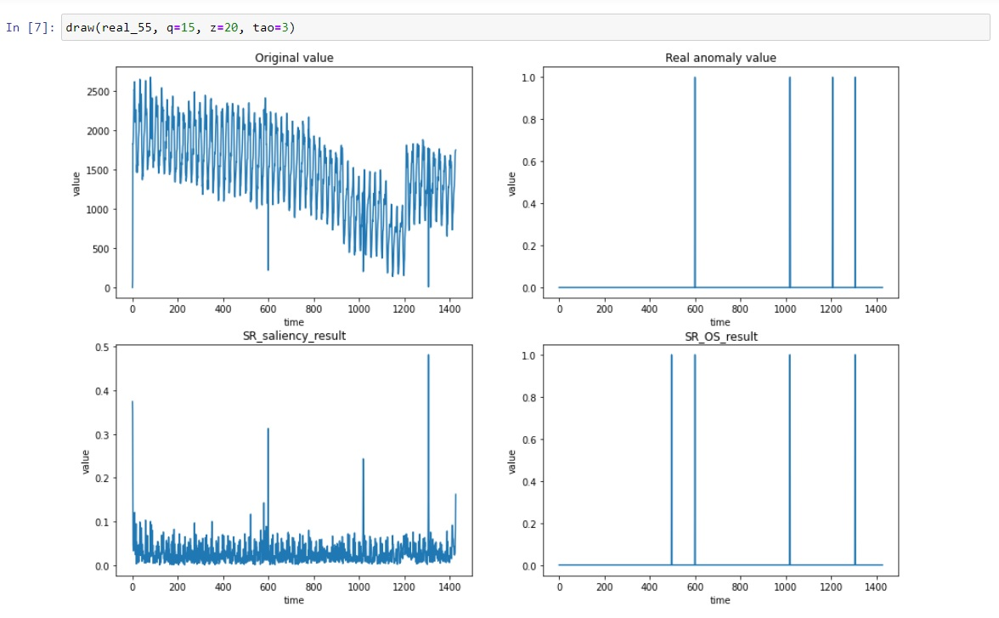 In [7]: draw(real_55, q=15, z=20, tao=3)
Original value
2500
2000
1500
1000
500
0
value
0 200 400 600 800 1000 1200 1400
time
Real anomaly value
1.0
0.8
0.6
0.4
0.2
0.0
value
0 200 400 600 800 1000 1200 1400
time
SR_saliency_result
0.5
0.4
0.3
0.2
0.1
0.0
value
0 200 400 600 800 1000 1200 1400
time
SR_OS_result
1.0
0.8
0.6
0.4
0.2
0.0
value
0 200 400 600 800 1000 1200 1400
time